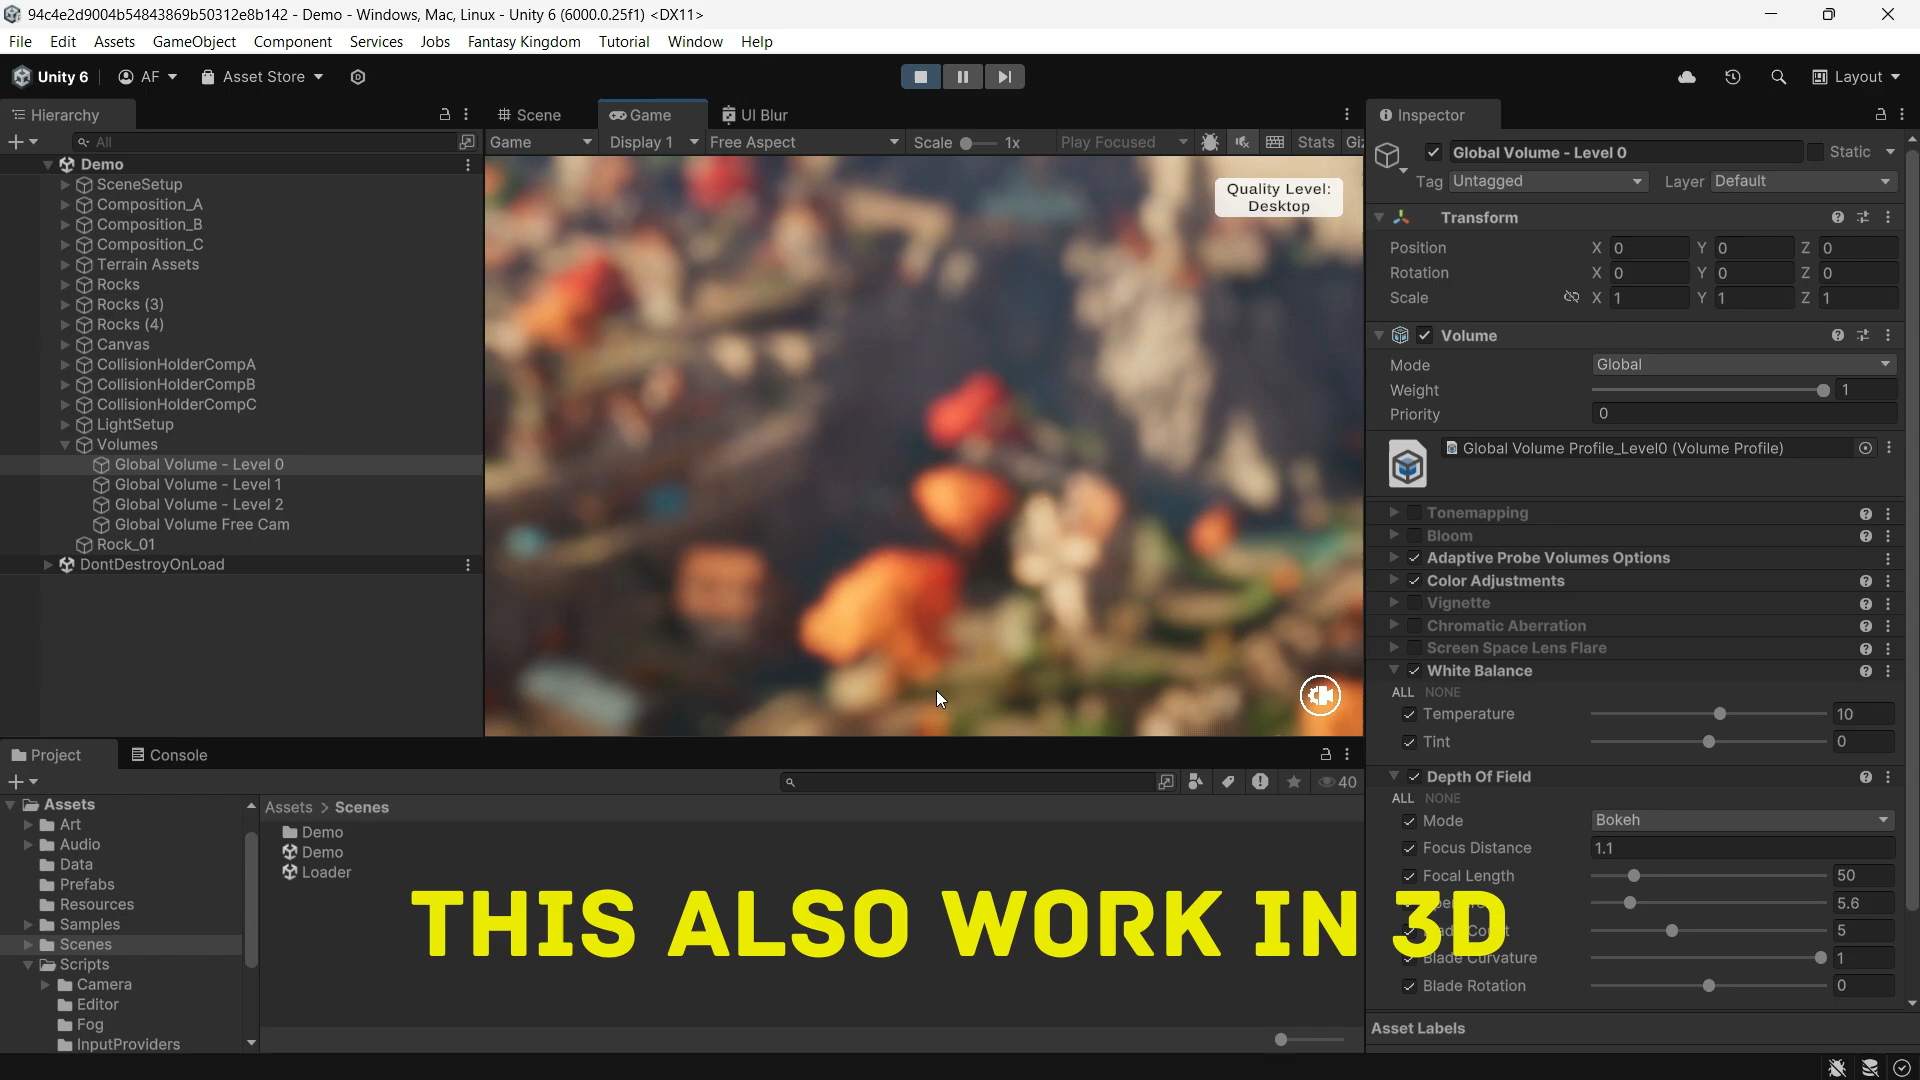 94c4e2d9004b54843869b50312e8b142 - Demo - Windows, Mac, Linux - Unity 6 (6000.0.25f1) <DX11>
File Edit Assets GameObject Component Services Jobs Fantasy Kingdom Tutorial Window Help
Unity 6 AF Asset Store Layout
Hierarchy
All
Demo
SceneSetup
Composition_A
Composition_B
Composition_C
Terrain Assets
Rocks
Rocks (3)
Rocks (4)
Canvas
CollisionHolderCompA
CollisionHolderCompB
CollisionHolderCompC
LightSetup
Volumes
Global Volume - Level 0
Global Volume - Level 1
Global Volume - Level 2
Global Volume Free Cam
Rock_01
DontDestroyOnLoad
Scene Game UI Blur
Game Display 1 Free Aspect Scale 1x Play Focused Stats Giz
Quality Level:
Desktop
Inspector
Global Volume - Level 0 Static
Tag Untagged Layer Default
Transform
Position X 0 Y 0 Z 0
Rotation X 0 Y 0 Z 0
Scale X 1 Y 1 Z 1
Volume
Mode Global
Weight 1
Priority 0
Global Volume Profile_Level0 (Volume Profile)
Tonemapping
Bloom
Adaptive Probe Volumes Options
Color Adjustments
Vignette
Chromatic Aberration
Screen Space Lens Flare
White Balance
ALL NONE
Temperature 10
Tint 0
Depth Of Field
ALL NONE
Mode Bokeh
Focus Distance 1.1
Focal Length 50
5.6
5
Blade Curvature 1
Blade Rotation 0
Asset Labels
Project Console
40
Assets
Art
Audio
Data
Prefabs
Resources
Samples
Scenes
Scripts
Camera
Editor
Fog
InputProviders
Assets > Scenes
Demo
Demo
Loader
THIS ALSO WORK IN 3D